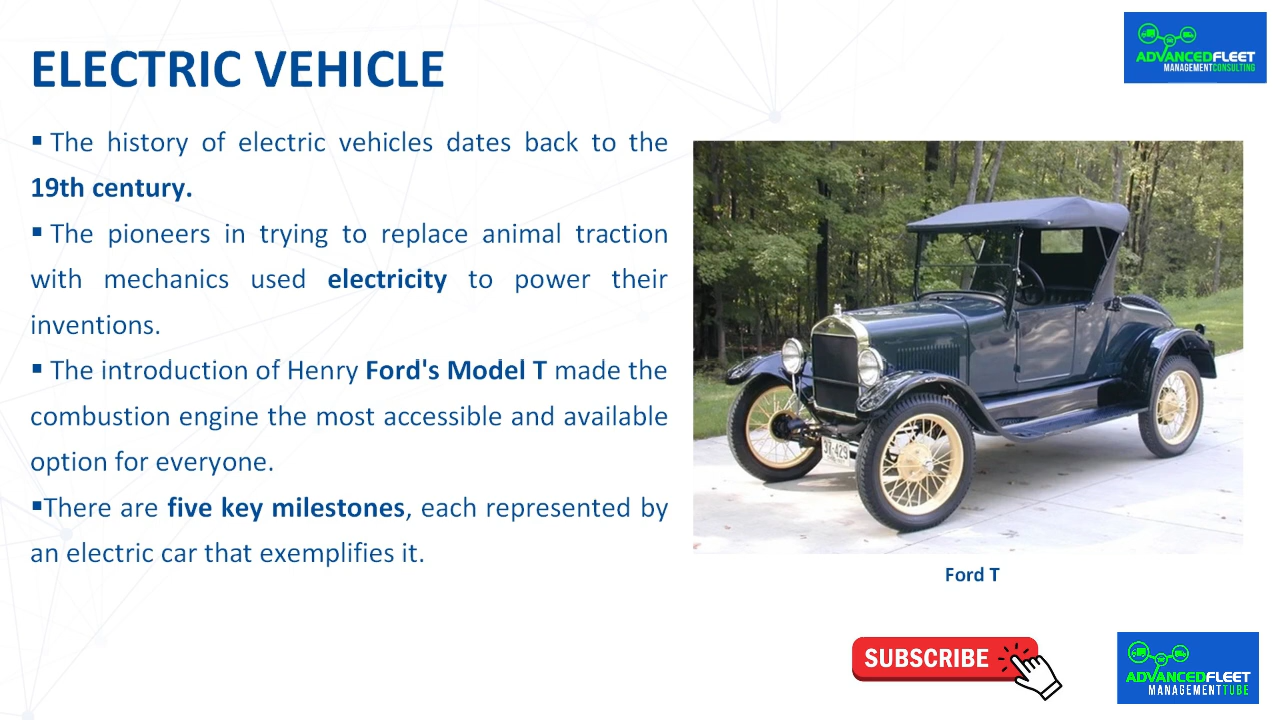 ELECTRIC VEHICLE
ADVANCEDFLEET
MANAGEMENTCONSULTING
▪ The history of electric vehicles dates back to the
19th century.
▪ The pioneers in trying to replace animal traction
with mechanics used electricity to power their
inventions.
▪ The introduction of Henry Ford's Model T made the
combustion engine the most accessible and available
option for everyone.
▪There are five key milestones, each represented by
an electric car that exemplifies it.
Ford T
SUBSCRIBE
ADVANCEDFLEET
MANAGEMENTTUBE